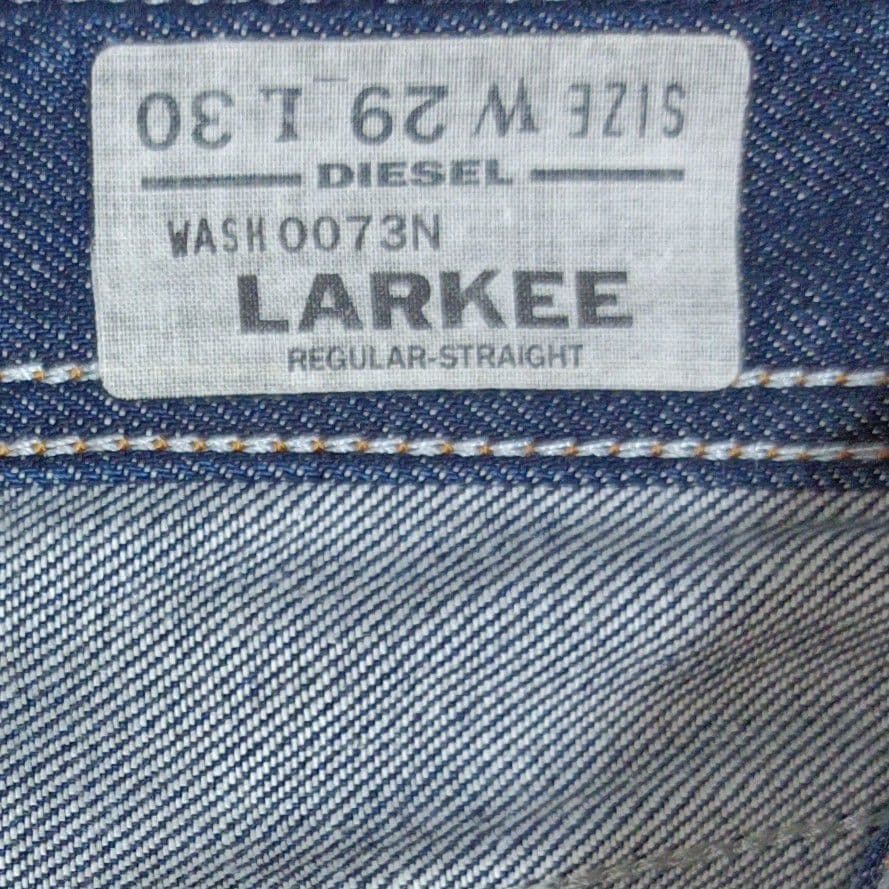 SIZE W 29 L 30
DIESEL
WASH 0073N
LARKEE
REGULAR-STRAIGHT